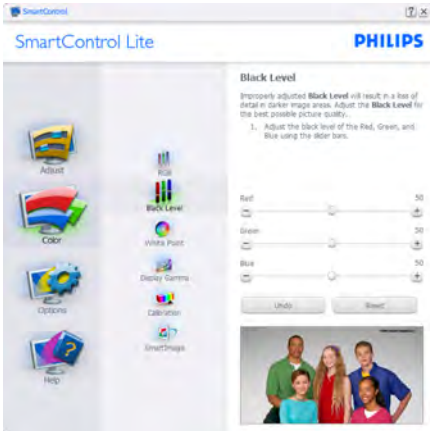 SmartControl
SmartControl Lite
PHILIPS
Adjust
Color
Options
Help
RGB
Black Level
White Point
Display Gamma
Calibration
SmartImage
Black Level
Improperly adjusted Black Level will result in a loss of
detail in darker image areas. Adjust the Black Level for
the best possible picture quality.
1. Adjust the black level of the Red, Green, and
Blue using the slider bars.
Red 50
Green 50
Blue 50
Undo Reset